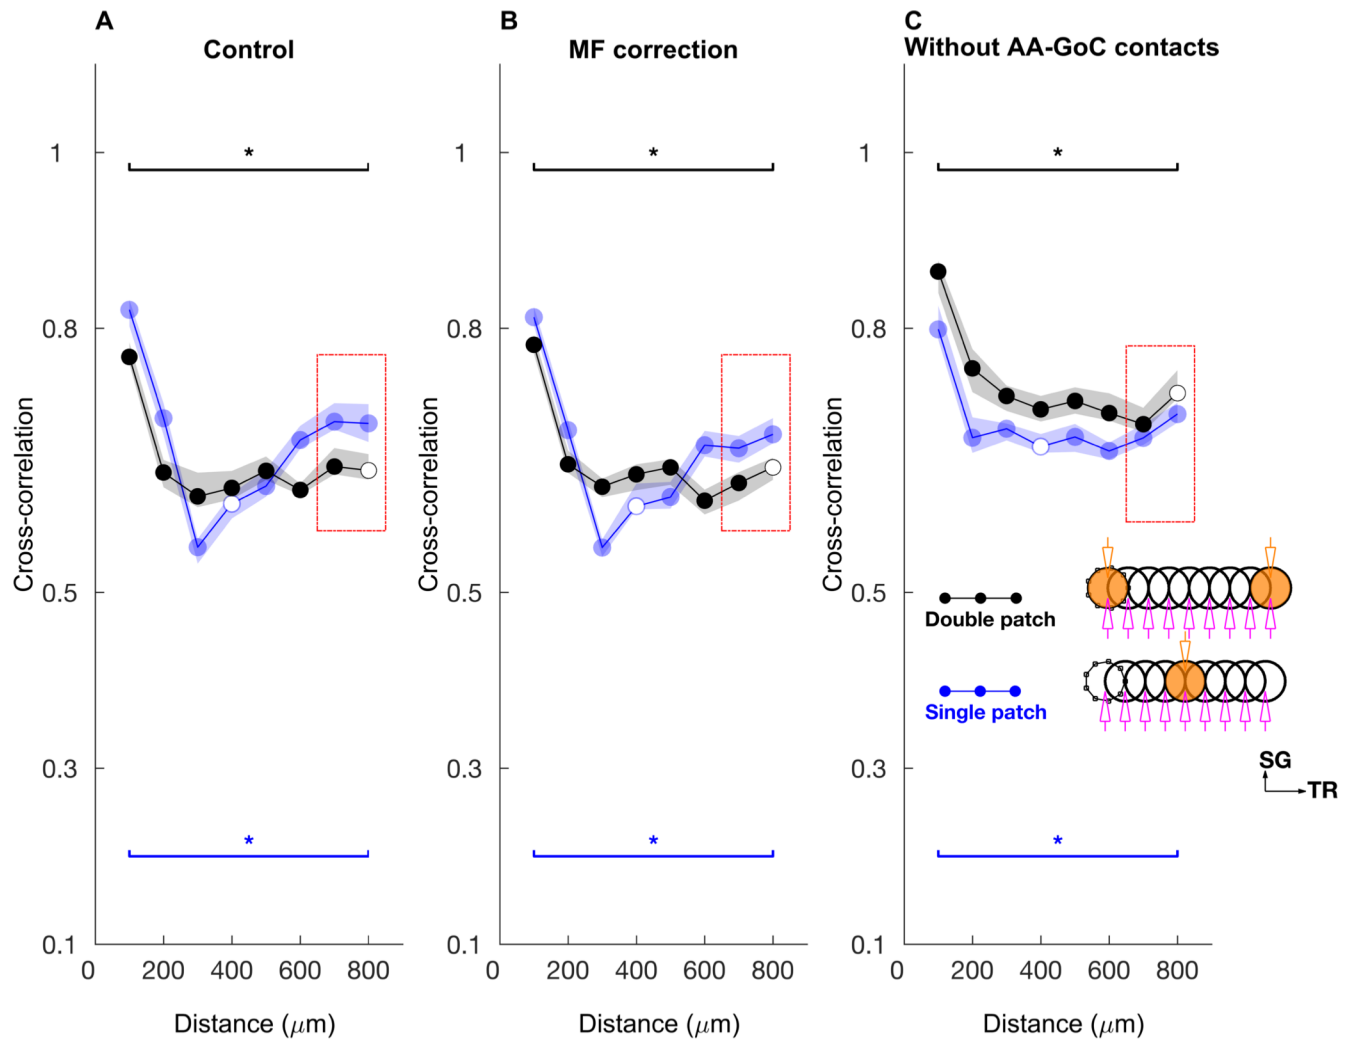 A
Control
B
MF correction
C
Without AA-GoC contacts
1
*
0.8
0.5
0.3
0.1
*
Cross-correlation
0
200
400
600
800
Distance (μm)
1
*
0.8
0.5
0.3
0.1
*
Cross-correlation
0
200
400
600
800
Distance (μm)
1
*
0.8
0.5
0.3
0.1
*
Cross-correlation
0
200
400
600
800
Distance (μm)
Double patch
Single patch
SG
TR